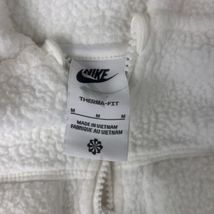 NIKE
THERMA-FIT
M M M M
MADE IN VIETNAM
FABRIQUÉ AU VIETNAM